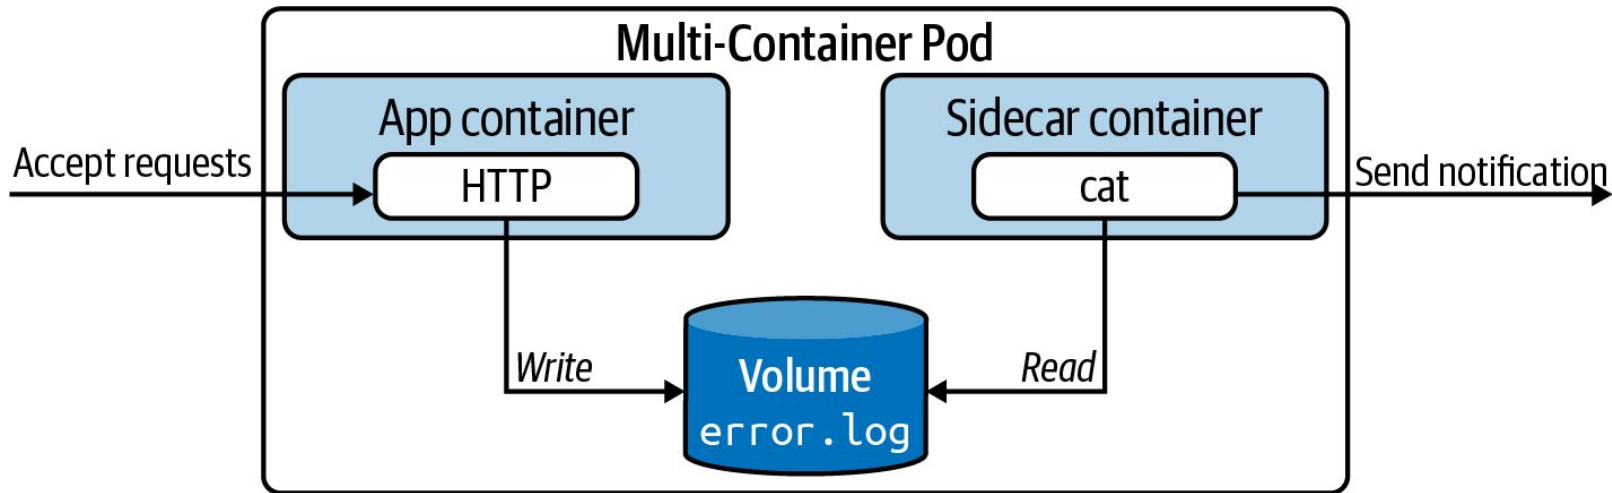 Multi-Container Pod
App container
Sidecar container
Accept requests
HTTP
cat
Send notification
Write
Volume
Read
error.log